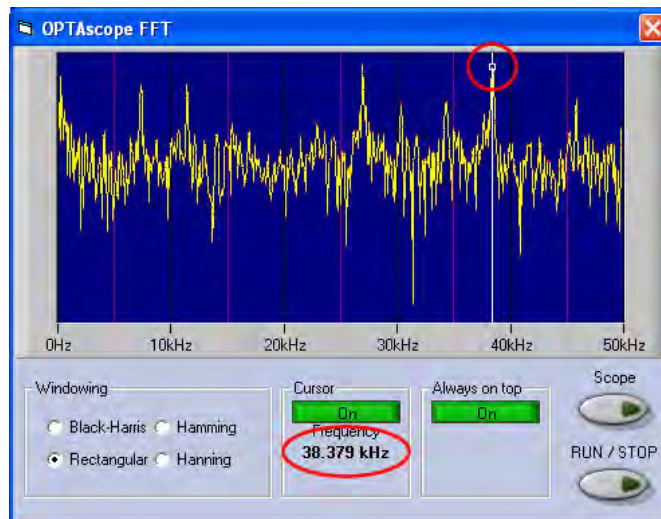 OPTAscope FFT
0Hz 10kHz 20kHz 30kHz 40kHz 50kHz
Windowing
Black-Harris Hamming
Rectangular Hanning
Cursor
On
Frequency
38.379 kHz
Always on top
On
Scope
RUN / STOP